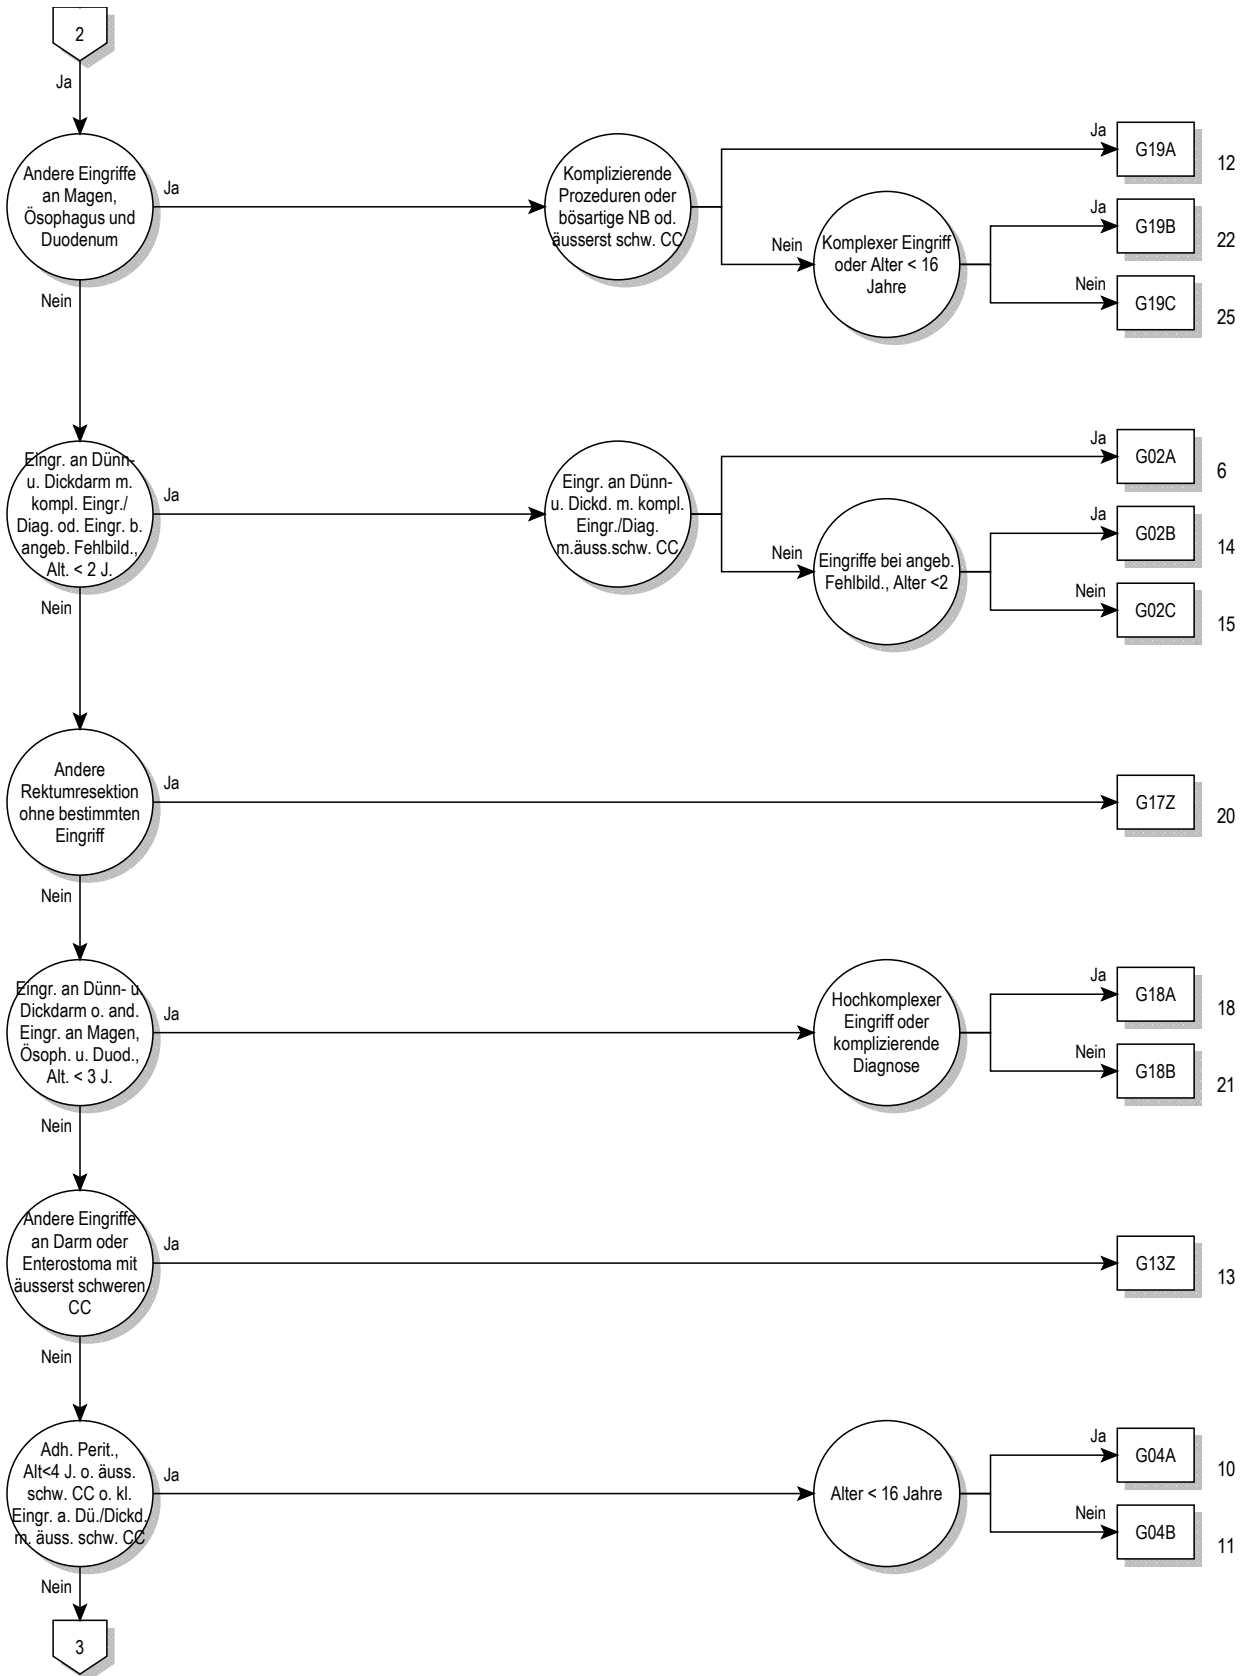 2
Ja
Andere Eingriffe
an Magen,
Ösophagus und
Duodenum
Ja
Komplizierende
Prozeduren oder
bösartige NB od.
äusserst schw. CC
Ja
G19A
12
Nein
Komplexer Eingriff
oder Alter < 16
Jahre
Ja
G19B
22
Nein
G19C
25
Nein
Eingr. an Dünn-
u. Dickdarm m.
kompl. Eingr./
Diag. od. Eingr. b.
angeb. Fehlbild.,
Alt. < 2 J.
Ja
Eingr. an Dünn-
u. Dickd. m. kompl.
Eingr./Diag.
m.äuss.schw. CC
Ja
G02A
6
Nein
Eingriffe bei angeb.
Fehlbild., Alter <2
Ja
G02B
14
Nein
G02C
15
Nein
Andere
Rektumresektion
ohne bestimmten
Eingriff
Ja
G17Z
20
Nein
Eingr. an Dünn- u.
Dickdarm o. and.
Eingr. an Magen,
Ösoph. u. Duod.,
Alt. < 3 J.
Ja
Hochkomplexer
Eingriff oder
komplizierende
Diagnose
Ja
G18A
18
Nein
G18B
21
Nein
Andere Eingriffe
an Darm oder
Enterostoma mit
äusserst schweren
CC
Ja
G13Z
13
Nein
Adh. Perit.,
Alt<4 J. o. äuss.
schw. CC o. kl.
Eingr. a. Dü./Dickd.
m. äuss. schw. CC
Ja
Alter < 16 Jahre
Ja
G04A
10
Nein
G04B
11
Nein
3